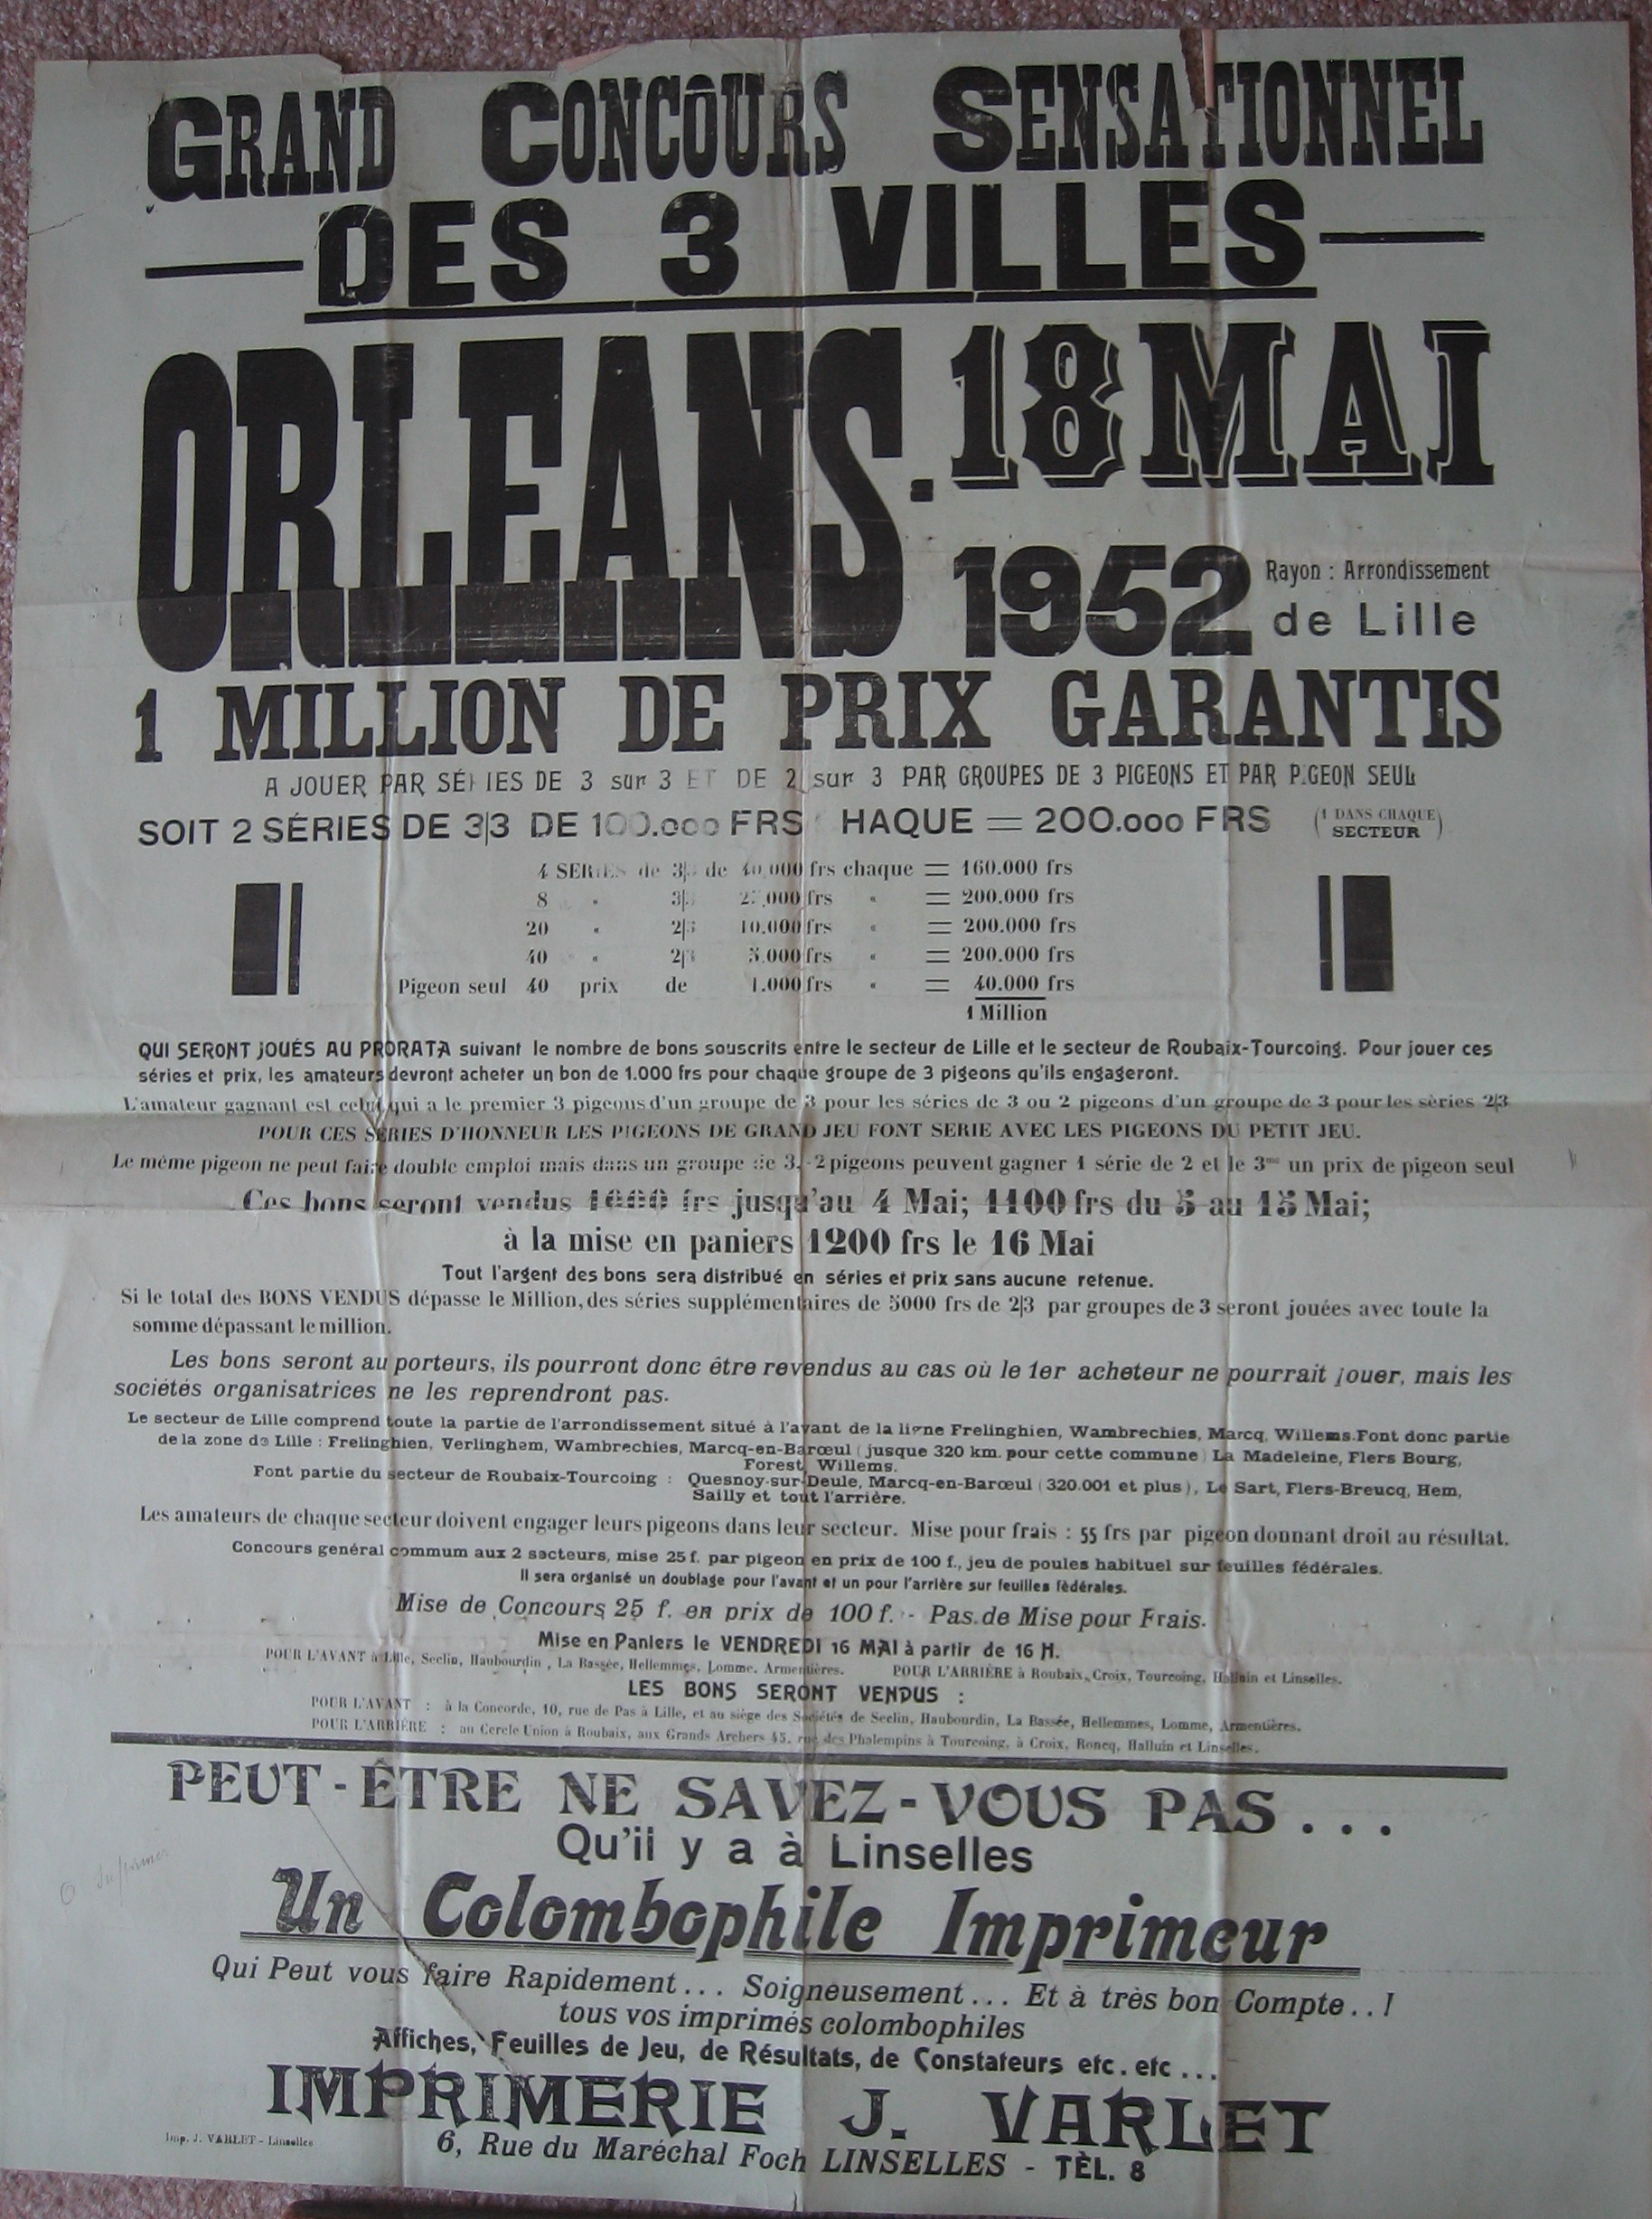 GRAND CONCOURS SENSATIONNEL
DES 3 VILLES
ORLEANS. 18 MAI
1952 Rayon : Arrondissement
de Lille
1 MILLION DE PRIX GARANTIS
A JOUER PAR SÉRIES DE 3 sur 3 ET DE 2 sur 3 PAR GROUPES DE 3 PIGEONS ET PAR PIGEON SEUL
SOIT 2 SÉRIES DE 3|3 DE 100.000 FRS HAQUE = 200.000 FRS (1 DANS CHAQUE SECTEUR)
4 SERIES de 3|3 de 40.000 frs chaque = 160.000 frs
8 " 3|3 25.000 frs " = 200.000 frs
20 " 2|3 10.000 frs " = 200.000 frs
40 " 2|3 5.000 frs " = 200.000 frs
Pigeon seul 40 prix de 1.000 frs " = 40.000 frs
1 Million
QUI SERONT JOUÉS AU PRORATA suivant le nombre de bons souscrits entre le secteur de Lille et le secteur de Roubaix-Tourcoing. Pour jouer ces
séries et prix, les amateurs devront acheter un bon de 1.000 frs pour chaque groupe de 3 pigeons qu'ils engageront.
L'amateur gagnant est celui qui a le premier 3 pigeons d'un groupe de 3 pour les séries de 3 ou 2 pigeons d'un groupe de 3 pour les sèries 2|3
POUR CES SERIES D'HONNEUR LES PIGEONS DE GRAND JEU FONT SERIE AVEC LES PIGEONS DU PETIT JEU.
Le mème pigeon ne peut faire double emploi mais dans un groupe de 3, - 2 pigeons peuvent gagner 1 série de 2 et le 3me un prix de pigeon seul
Ces bons seront vendus 1000 frs jusqu'au 4 Mai; 1100 frs du 5 au 15 Mai;
à la mise en paniers 1200 frs le 16 Mai
Tout l'argent des bons sera distribué en séries et prix sans aucune retenue.
Si le total des BONS VENDUS dépasse le Million, des séries supplémentaires de 5000 frs de 2|3 par groupes de 3 seront jouées avec toute la
somme dépassant le million.
Les bons seront au porteurs, ils pourront donc être revendus au cas où le 1er acheteur ne pourrait jouer, mais les
sociétés organisatrices ne les reprendront pas.
Le secteur de Lille comprend toute la partie de l'arrondissement situé à l'avant de la ligne Frelinghien, Wambrechies, Marcq, Willems. Font donc partie
de la zone de Lille : Frelinghien, Verlinghem, Wambrechies, Marcq-en-Barœul (jusque 320 km. pour cette commune) La Madeleine, Flers Bourg,
Forest, Willems.
Font partie du secteur de Roubaix-Tourcoing : Quesnoy-sur-Deule, Marcq-en-Barœul (320.001 et plus), Le Sart, Flers-Breucq, Hem,
Sailly et tout l'arrière.
Les amateurs de chaque secteur doivent engager leurs pigeons dans leur secteur. Mise pour frais : 55 frs par pigeon donnant droit au résultat.
Concours genéral commum aux 2 secteurs, mise 25 f. par pigeon en prix de 100 f., jeu de poules habituel sur feuilles fédérales.
Il sera organisé un doublage pour l'avant et un pour l'arrière sur feuilles fèdérales.
Mise de Concours 25 f. en prix de 100 f. - Pas de Mise pour Frais.
Mise en Paniers le VENDREDI 16 MAI à partir de 16 H.
POUR L'AVANT à Lille, Seclin, Haubourdin, La Bassée, Hellemmes, Lomme, Armentières. POUR L'ARRIÈRE à Roubaix, Croix, Tourcoing, Halluin et Linselles.
LES BONS SERONT VENDUS :
POUR L'AVANT : à la Concorde, 10, rue de Pas à Lille, et au siège des Sociétés de Seclin, Haubourdin, La Bassée, Hellemmes, Lomme, Armentières.
POUR L'ARRIÉRE : au Cercle Union à Roubaix, aux Grands Archers 45, rue des Phalempins à Tourcoing, à Croix, Roncq, Halluin et Linselles.
PEUT-ÊTRE NE SAVEZ-VOUS PAS ...
Qu'il y a à Linselles
Un Colombophile Imprimeur
Qui Peut vous faire Rapidement... Soigneusement... Et à très bon Compte..!
tous vos imprimés colombophiles
Affiches, Feuilles de Jeu, de Résultats, de Constateurs etc. etc ...
IMPRIMERIE J. VARLET
Imp. J. VARLET - Linselles
6, Rue du Maréchal Foch LINSELLES - TÈL. 8